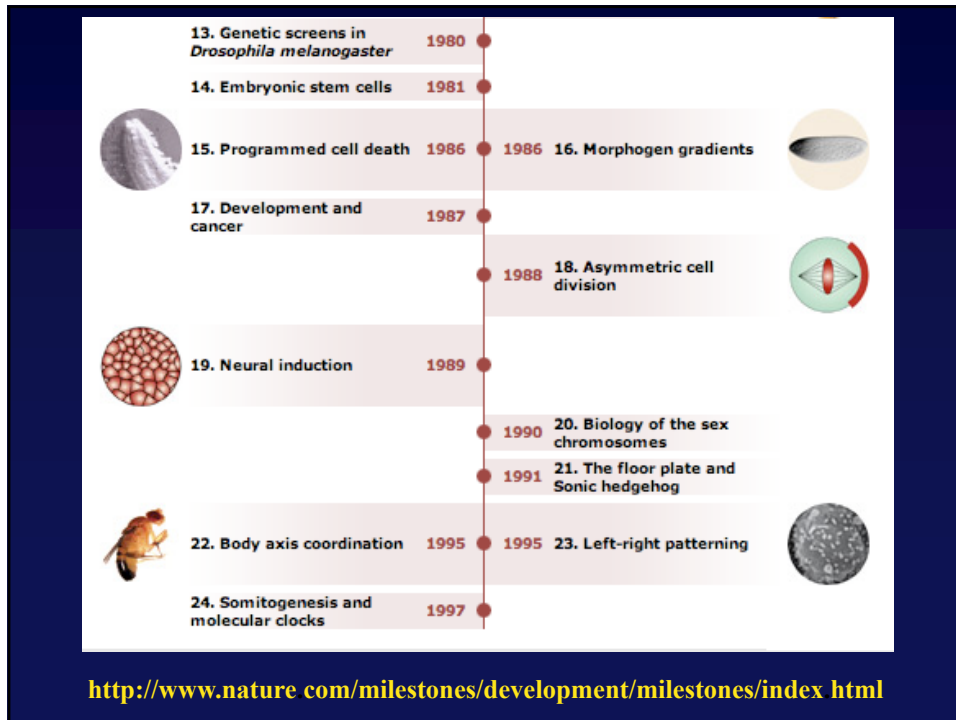 13. Genetic screens in
Drosophila melanogaster
1980
14. Embryonic stem cells 1981
15. Programmed cell death 1986
1986 16. Morphogen gradients
17. Development and
cancer
1987
1988
18. Asymmetric cell
division
19. Neural induction 1989
1990
20. Biology of the sex
chromosomes
1991
21. The floor plate and
Sonic hedgehog
22. Body axis coordination 1995
1995 23. Left-right patterning
24. Somitogenesis and
molecular clocks
1997
http://www.nature.com/milestones/development/milestones/index.html